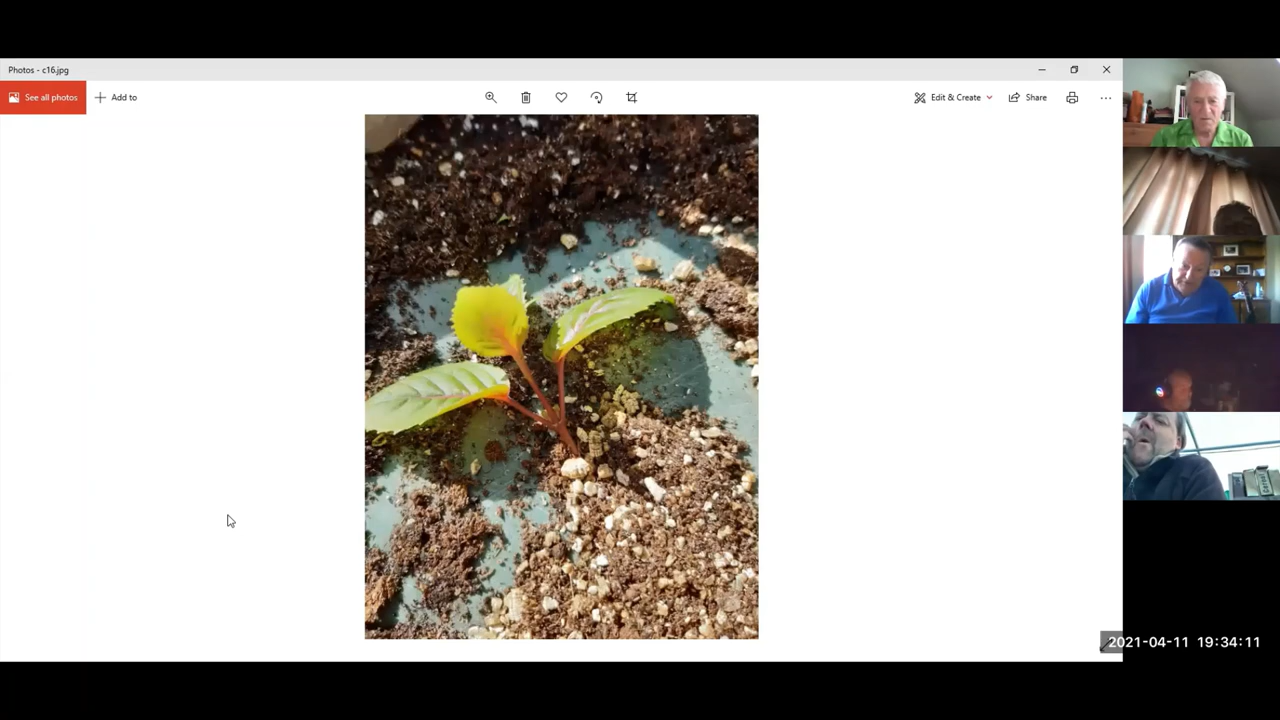 Photos - c16.jpg
See all photos
Add to
Edit & Create
Share
2021-04-11 19:34:11